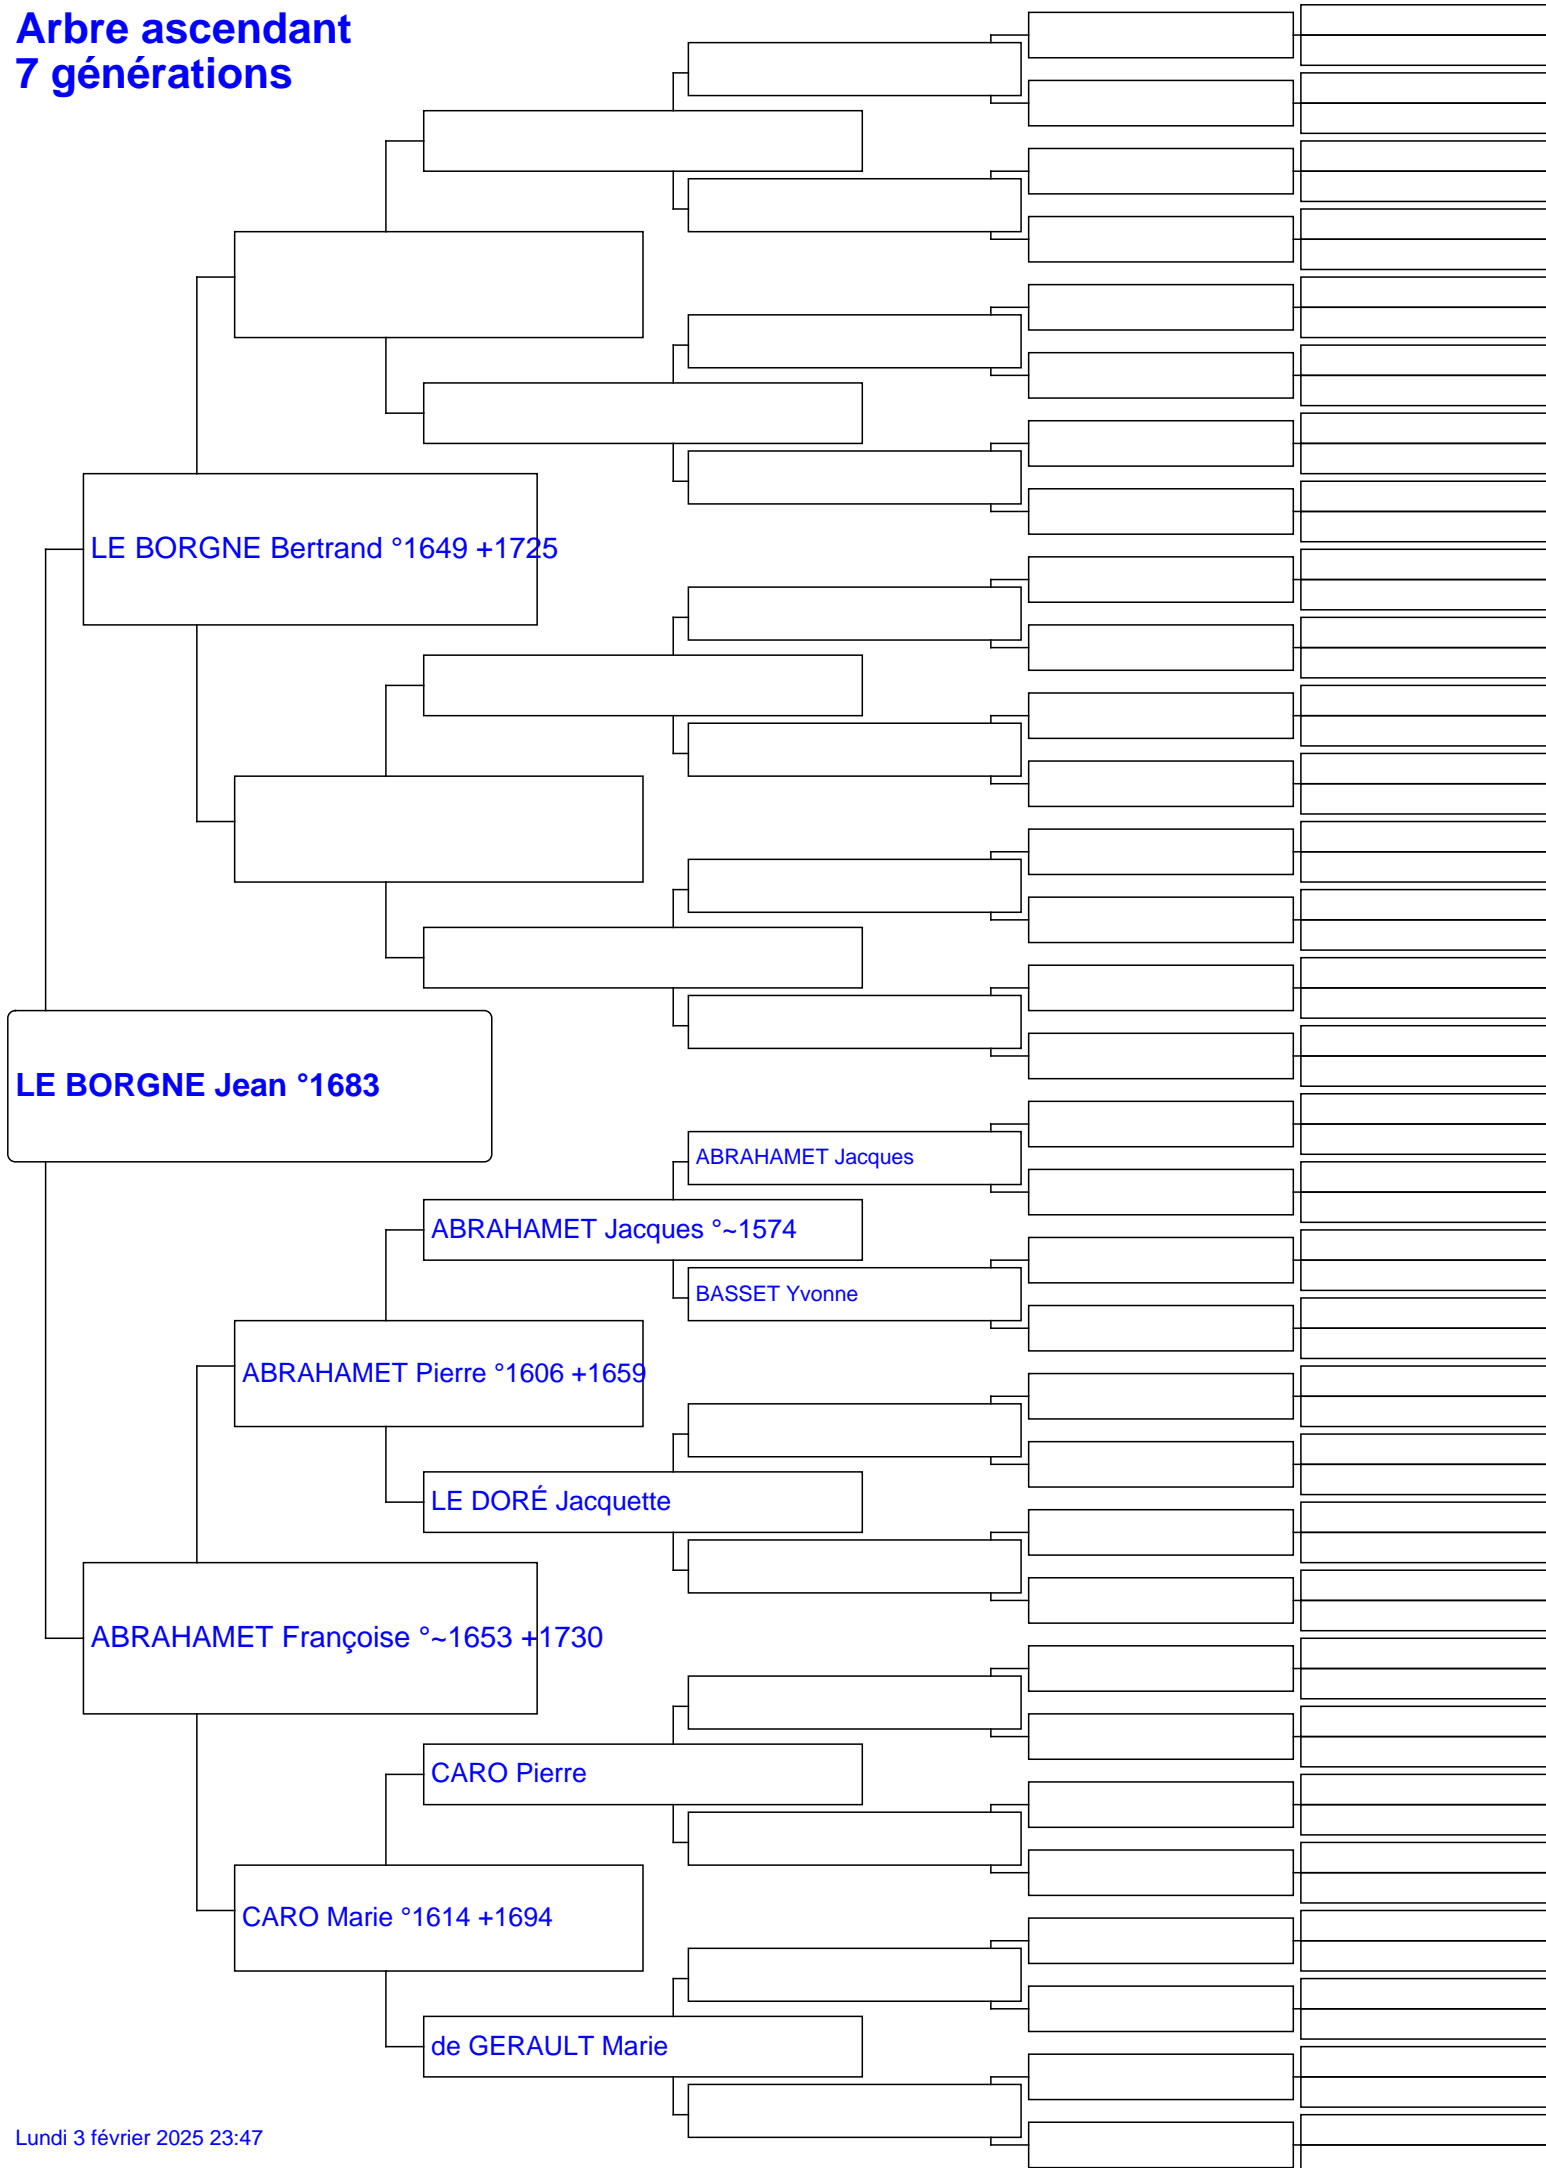 Arbre ascendant
7 générations
LE BORGNE Bertrand °1649 +1725
LE BORGNE Jean °1683
ABRAHAMET Jacques
ABRAHAMET Jacques °~1574
BASSET Yvonne
ABRAHAMET Pierre °1606 +1659
LE DORÉ Jacquette
ABRAHAMET Françoise °~1653 +1730
CARO Pierre
CARO Marie °1614 +1694
de GERAULT Marie
Lundi 3 février 2025 23:47